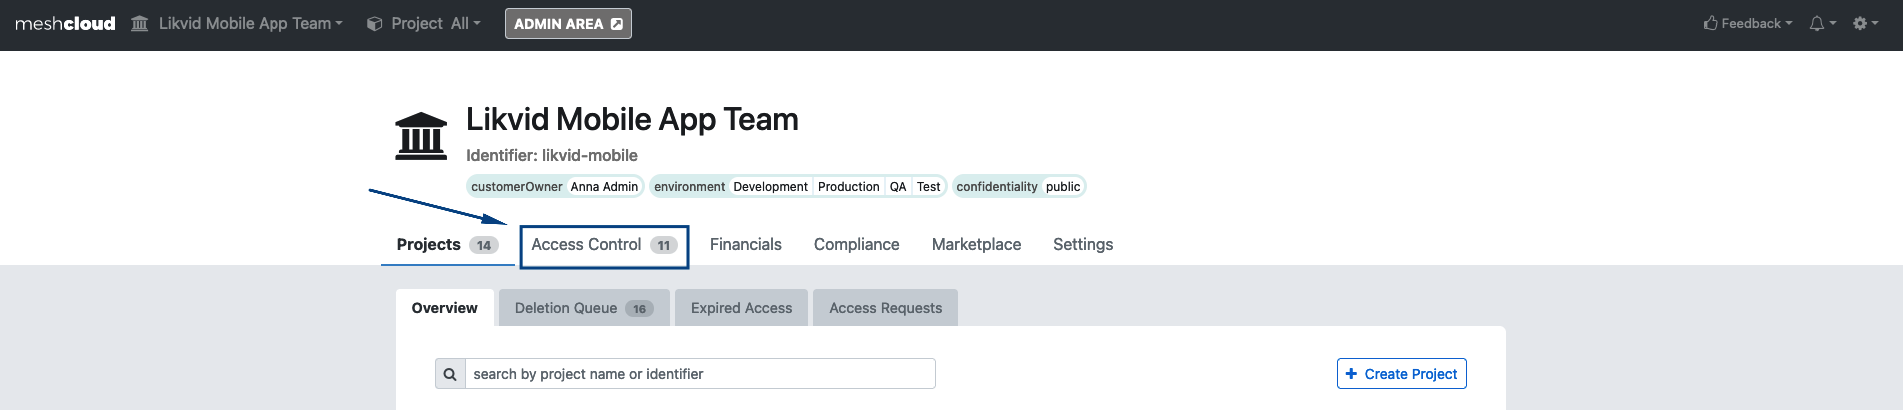 meshcloud Likvid Mobile App Team Project All ADMIN AREA Feedback
Likvid Mobile App Team
Identifier: likvid-mobile
customerOwner Anna Admin environment Development Production QA Test confidentiality public
Projects 14 Access Control 11 Financials Compliance Marketplace Settings
Overview Deletion Queue 16 Expired Access Access Requests
search by project name or identifier + Create Project